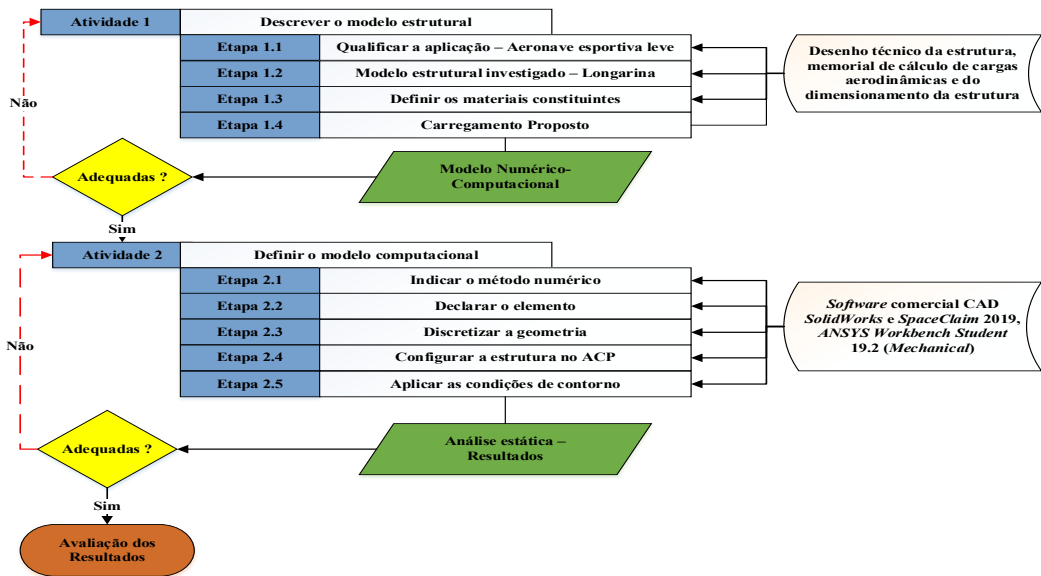 Atividade 1
Descrever o modelo estrutural
Etapa 1.1
Qualificar a aplicação – Aeronave esportiva leve
Etapa 1.2
Modelo estrutural investigado – Longarina
Etapa 1.3
Definir os materiais constituintes
Etapa 1.4
Carregamento Proposto
Desenho técnico da estrutura,
memorial de cálculo de cargas
aerodinâmicas e do
dimensionamento da estrutura
Não
Modelo Numérico-
Computacional
Adequadas ?
Sim
Atividade 2
Definir o modelo computacional
Etapa 2.1
Indicar o método numérico
Etapa 2.2
Declarar o elemento
Etapa 2.3
Discretizar a geometria
Etapa 2.4
Configurar a estrutura no ACP
Etapa 2.5
Aplicar as condições de contorno
Software comercial CAD
SolidWorks e SpaceClaim 2019,
ANSYS Workbench Student
19.2 (Mechanical)
Não
Análise estática –
Resultados
Adequadas ?
Sim
Avaliação dos
Resultados